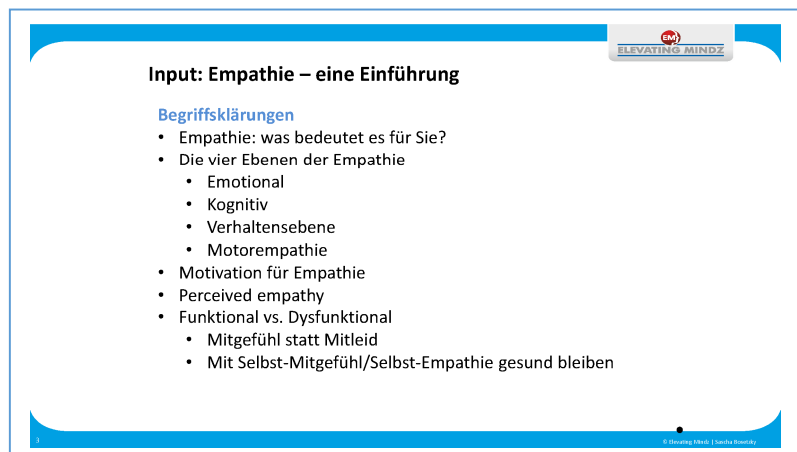 EM
ELEVATING MINDZ
Input: Empathie – eine Einführung
Begriffsklärungen
• Empathie: was bedeutet es für Sie?
• Die vier Ebenen der Empathie
• Emotional
• Kognitiv
• Verhaltensebene
• Motorempathie
• Motivation für Empathie
• Perceived empathy
• Funktional vs. Dysfunktional
• Mitgefühl statt Mitleid
• Mit Selbst-Mitgefühl/Selbst-Empathie gesund bleiben
3
© Elevating Mindz | Sascha